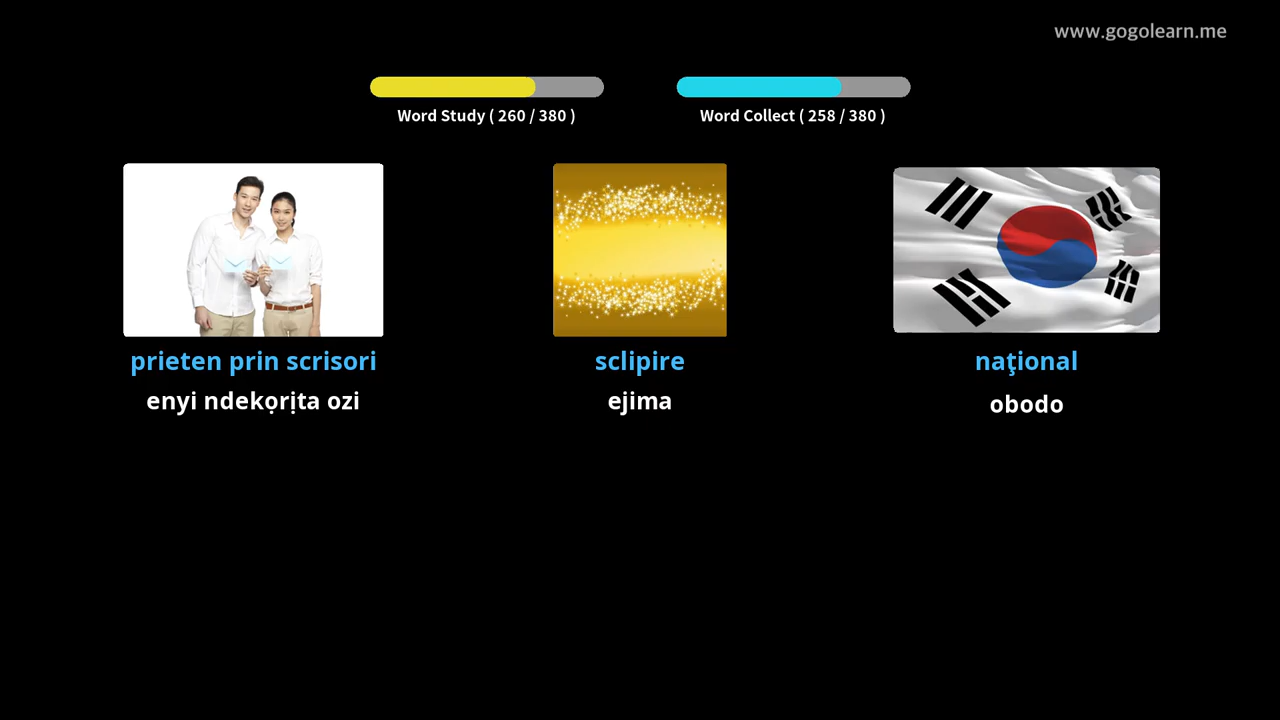 www.gogolearn.me
Word Study ( 260 / 380 )
Word Collect ( 258 / 380 )
prieten prin scrisori
sclipire
naţional
enyi ndekọrịta ozi
ejima
obodo